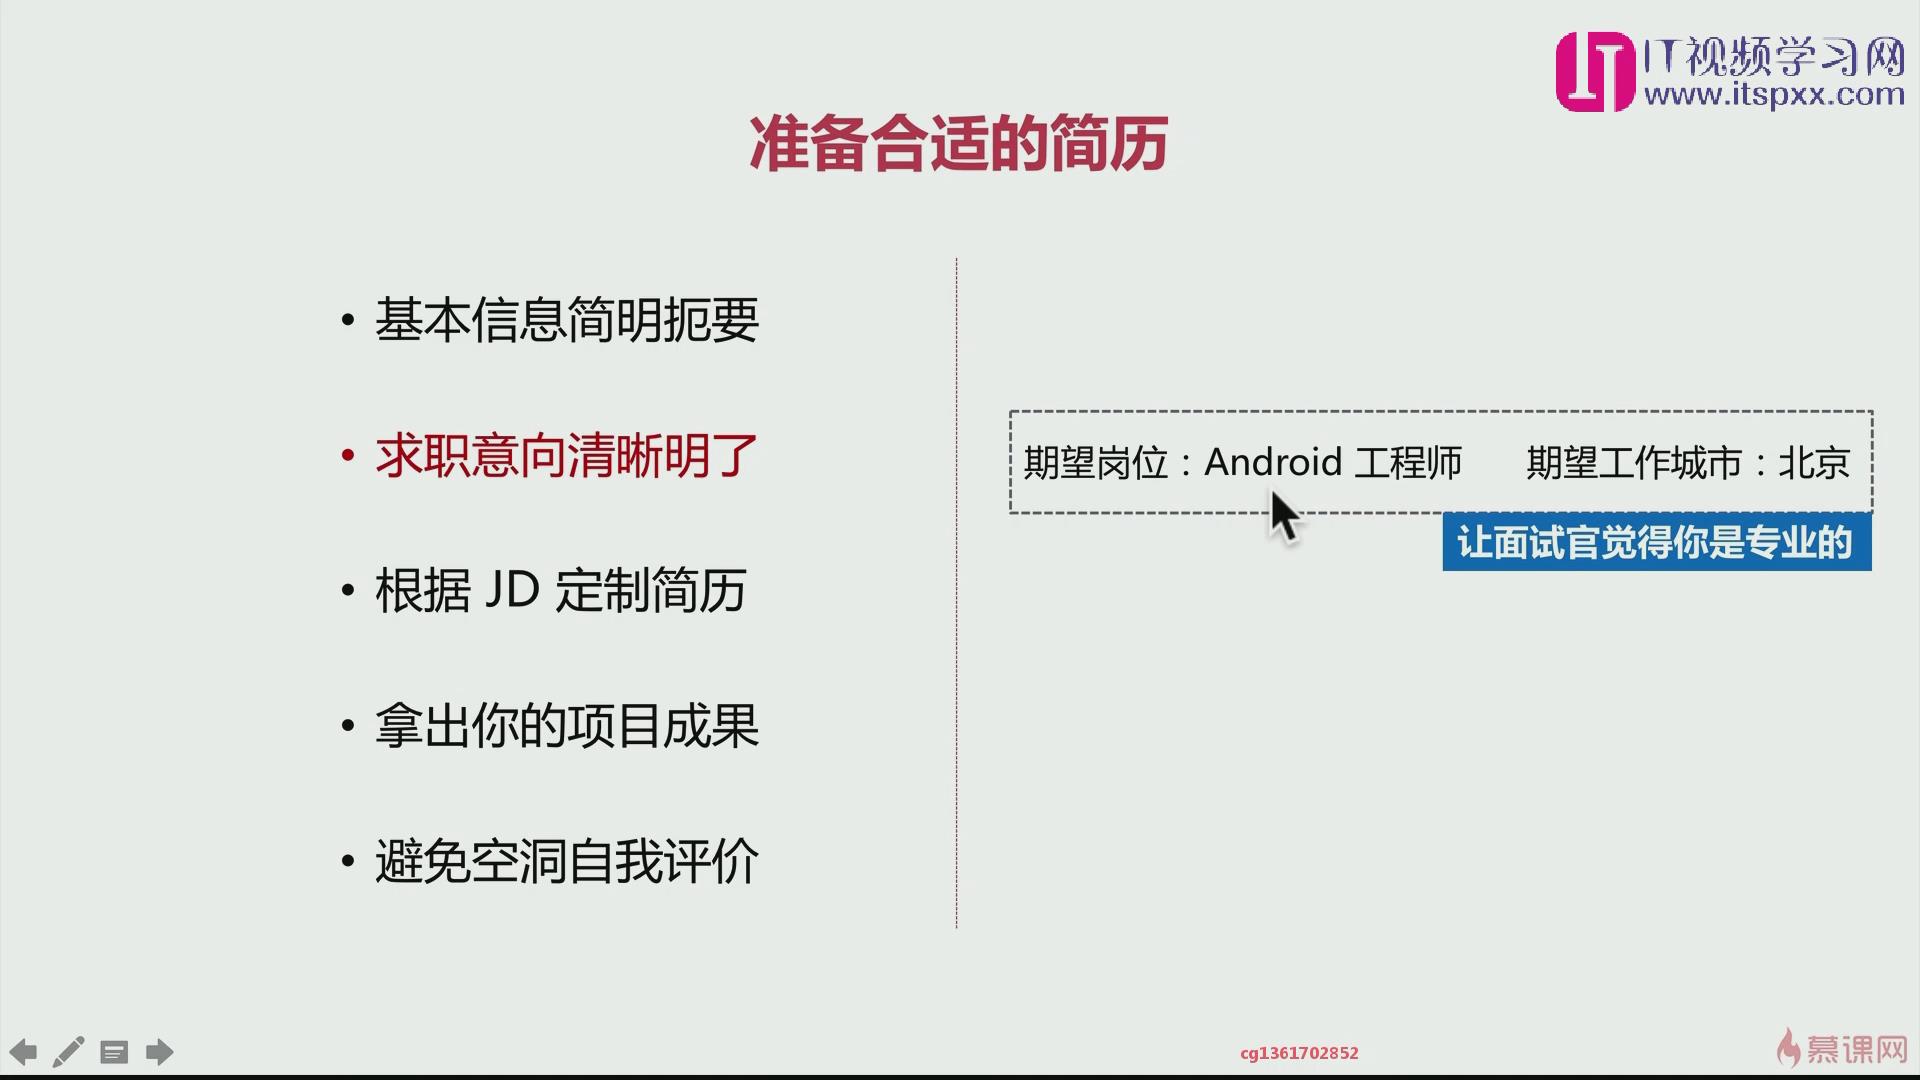 IT视频学习网
www.itspxx.com
准备合适的简历
• 基本信息简明扼要
• 求职意向清晰明了
• 根据 JD 定制简历
• 拿出你的项目成果
• 避免空洞自我评价
期望岗位：Android 工程师 期望工作城市：北京
让面试官觉得你是专业的
cg1361702852
慕课网